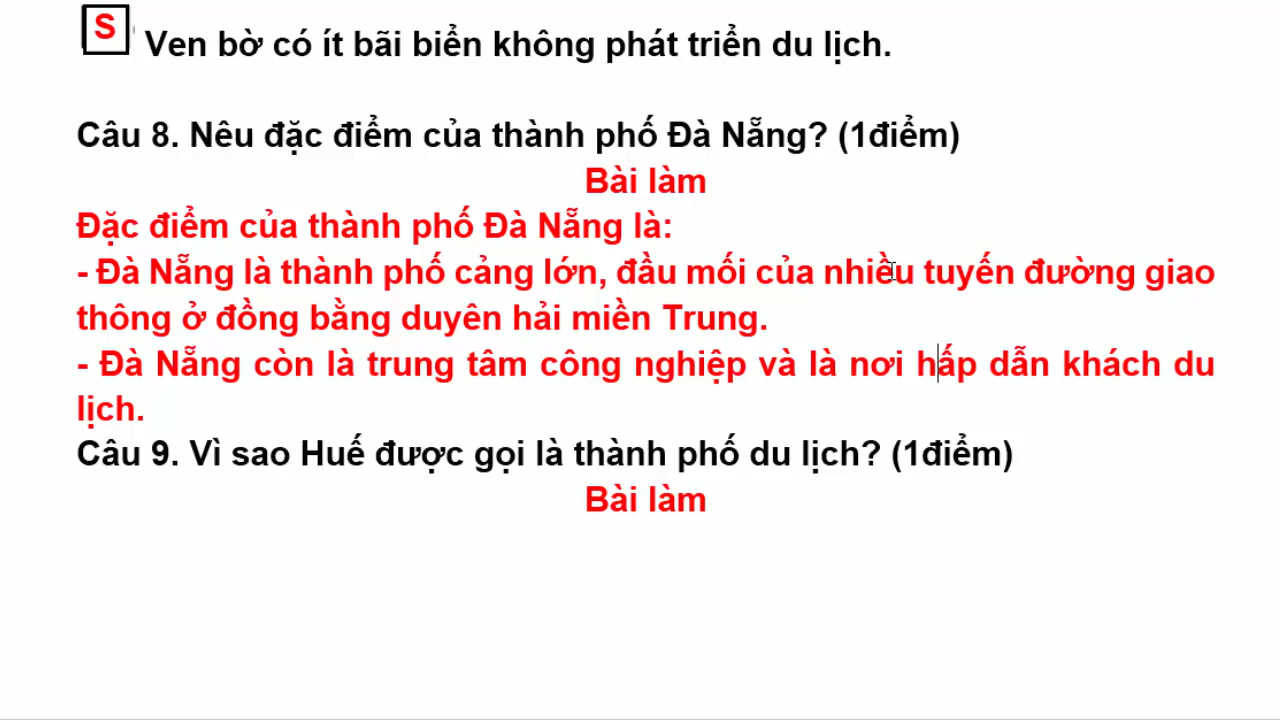 S Ven bờ có ít bãi biển không phát triển du lịch.
Câu 8. Nêu đặc điểm của thành phố Đà Nẵng? (1điểm)
Bài làm
Đặc điểm của thành phố Đà Nẵng là:
- Đà Nẵng là thành phố cảng lớn, đầu mối của nhiều tuyến đường giao
thông ở đồng bằng duyên hải miền Trung.
- Đà Nẵng còn là trung tâm công nghiệp và là nơi hấp dẫn khách du
lịch.
Câu 9. Vì sao Huế được gọi là thành phố du lịch? (1điểm)
Bài làm